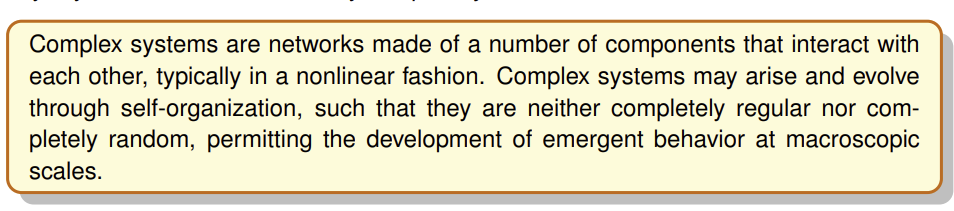 Complex systems are networks made of a number of components that interact with
each other, typically in a nonlinear fashion. Complex systems may arise and evolve
through self-organization, such that they are neither completely regular nor com-
pletely random, permitting the development of emergent behavior at macroscopic
scales.